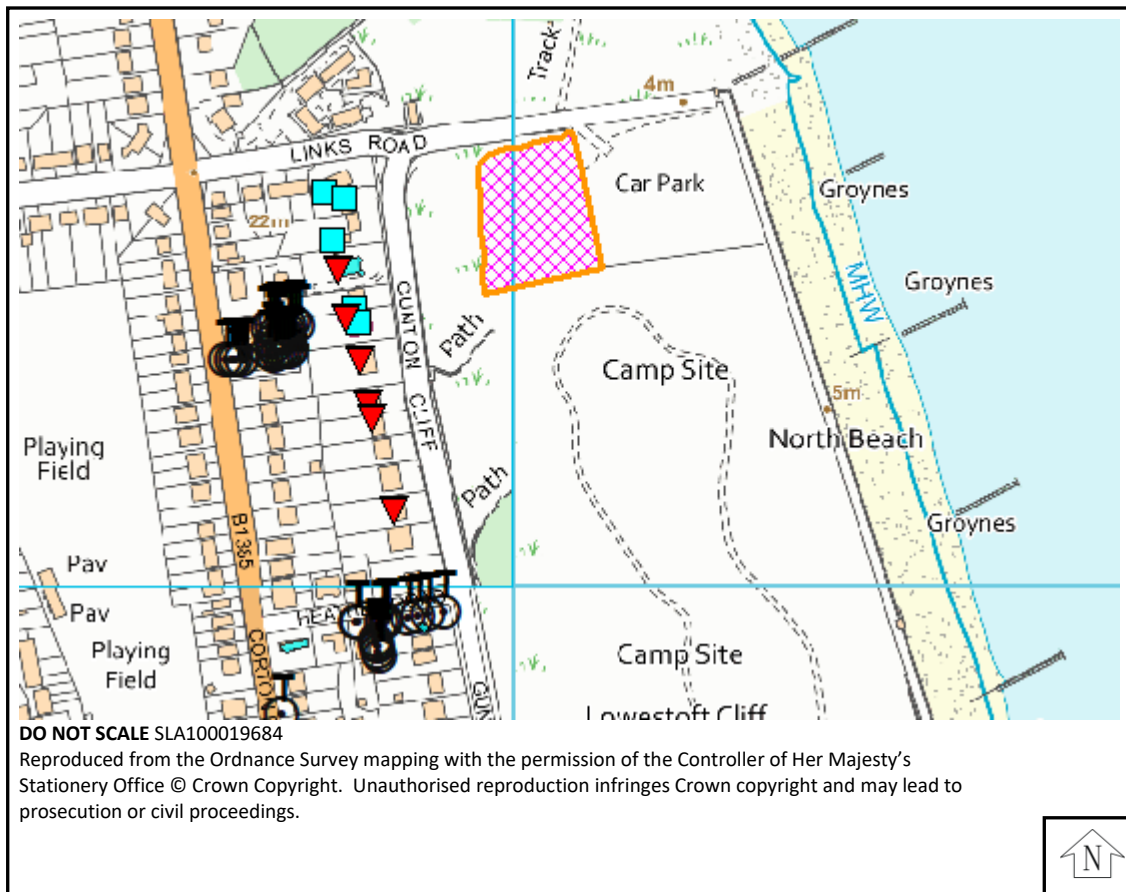 Track
4m
LINKS ROAD
Car Park
Groynes
22m
MHW
Groynes
GUNTON CLIFF
Path
Camp Site
5m
North Beach
Playing
Field
Path
Groynes
B1385
Pav
Pav
Playing
Field
CORTON
Camp Site
Lowestoft Cliff
DO NOT SCALE SLA100019684
Reproduced from the Ordnance Survey mapping with the permission of the Controller of Her Majesty's
Stationery Office © Crown Copyright. Unauthorised reproduction infringes Crown copyright and may lead to
prosecution or civil proceedings.
N